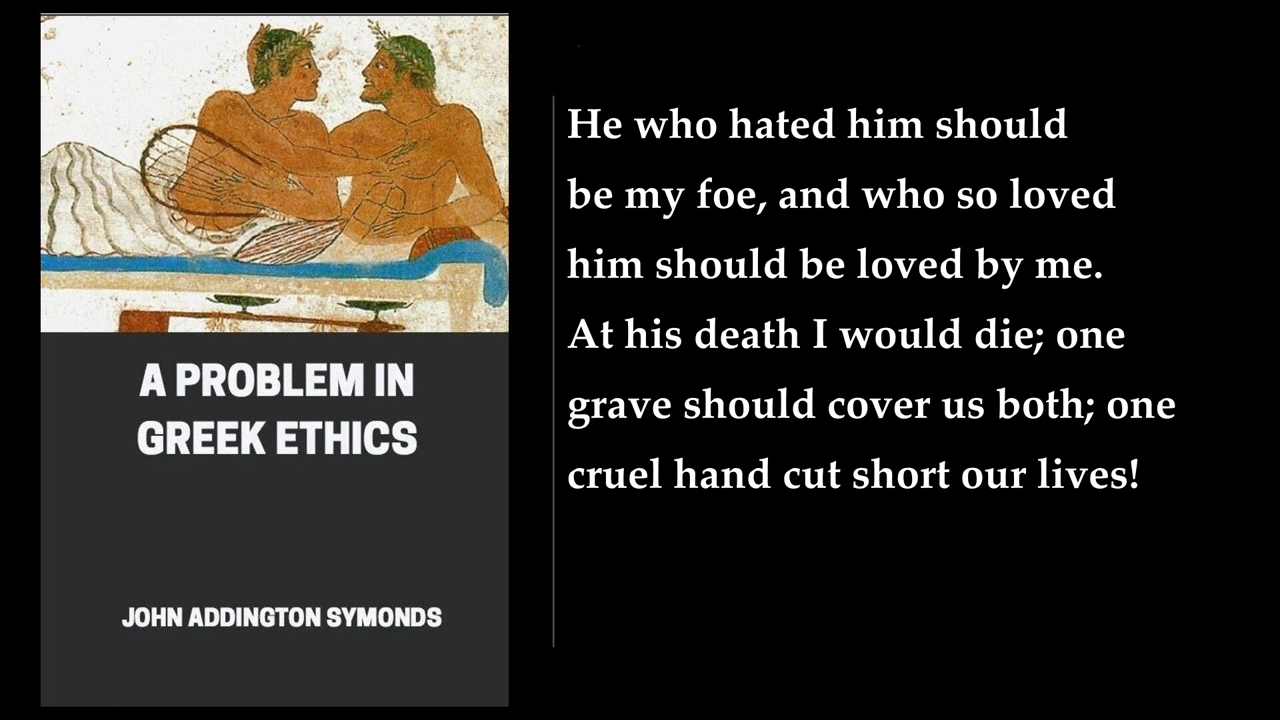 A PROBLEM IN
GREEK ETHICS
JOHN ADDINGTON SYMONDS
He who hated him should
be my foe, and who so loved
him should be loved by me.
At his death I would die; one
grave should cover us both; one
cruel hand cut short our lives!